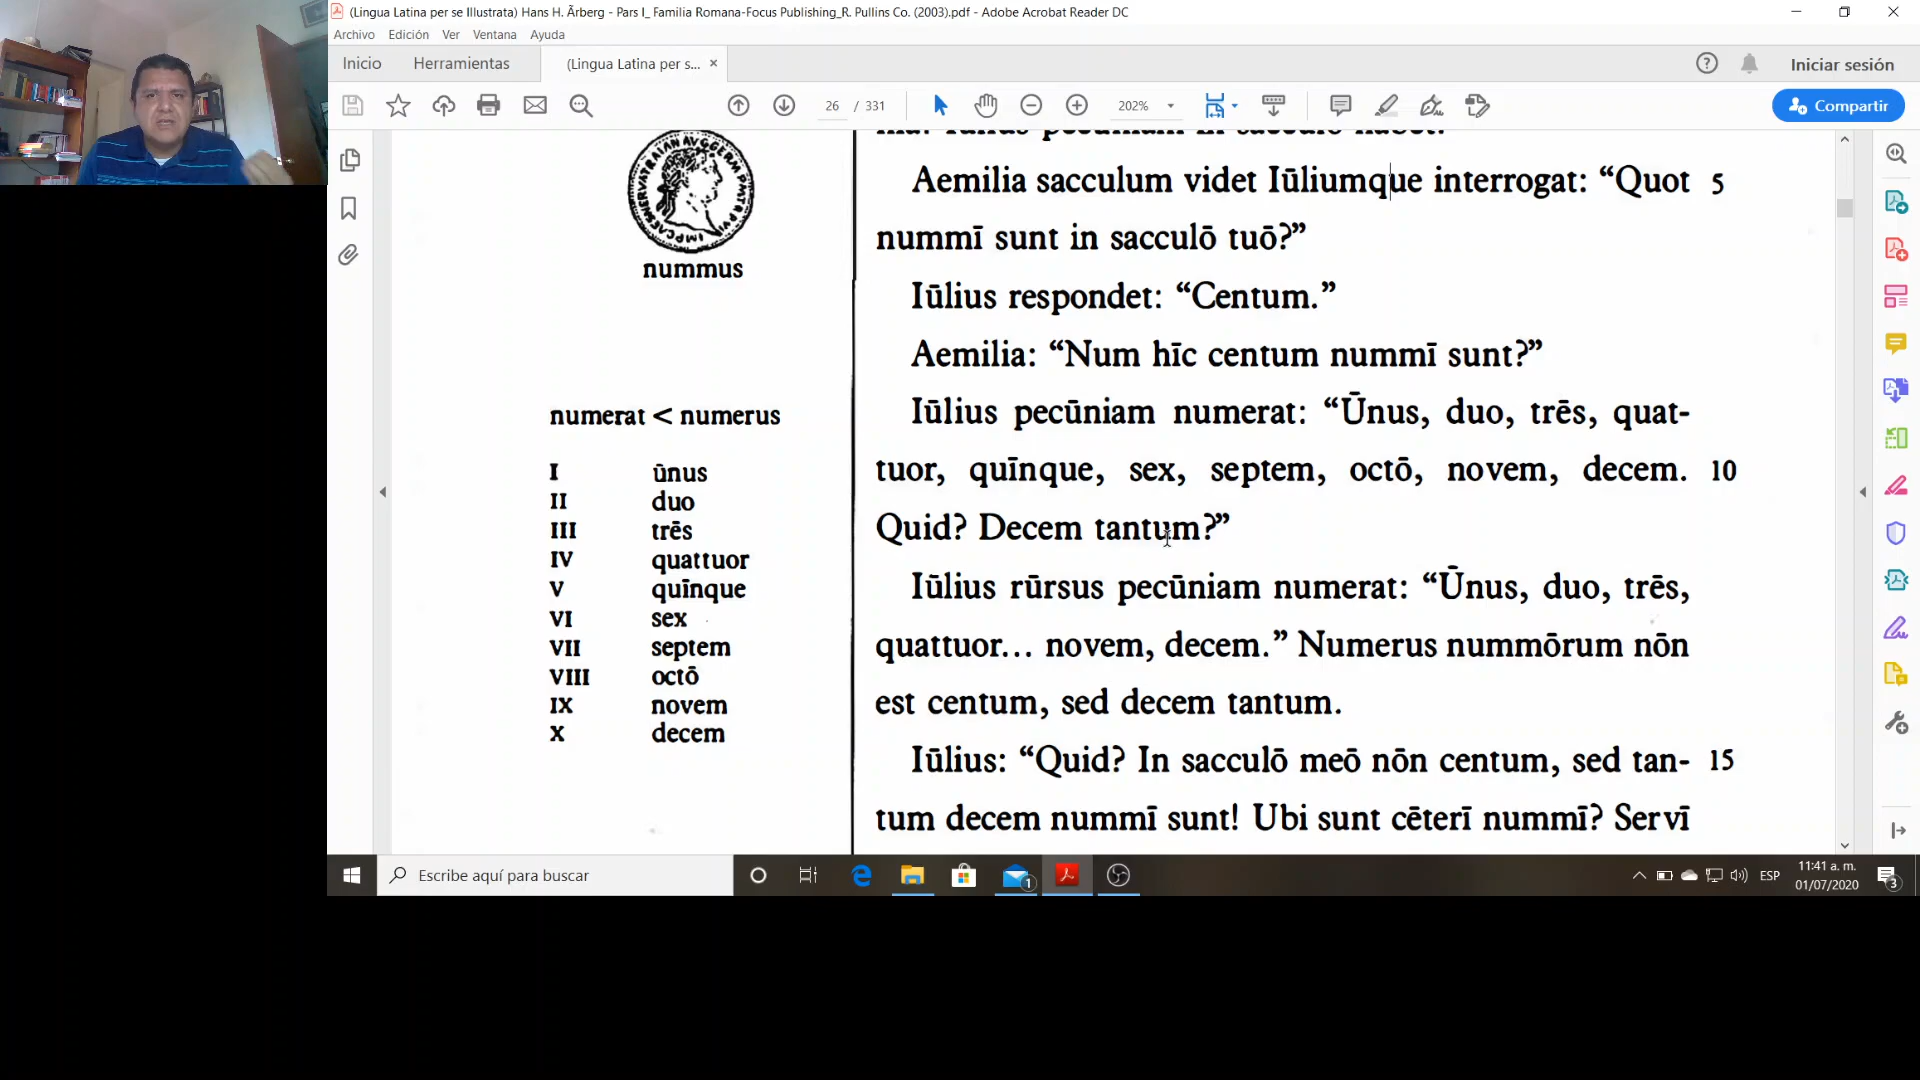 (Lingua Latina per se Illustrata) Hans H. Ãrberg - Pars I_ Familia Romana-Focus Publishing_R. Pullins Co. (2003).pdf - Adobe Acrobat Reader DC
Archivo Edición Ver Ventana Ayuda
Inicio Herramientas (Lingua Latina per s... Iniciar sesión
26 / 331 202% Compartir
nummus
numerat < numerus
I ūnus
II duo
III trēs
IV quattuor
V quīnque
VI sex
VII septem
VIII octō
IX novem
X decem
Aemilia sacculum videt Iūliumque interrogat: “Quot 5
nummī sunt in sacculō tuō?”
Iūlius respondet: “Centum.”
Aemilia: “Num hīc centum nummī sunt?”
Iūlius pecūniam numerat: “Ūnus, duo, trēs, quat-
tuor, quīnque, sex, septem, octō, novem, decem. 10
Quid? Decem tantum?”
Iūlius rūrsus pecūniam numerat: “Ūnus, duo, trēs,
quattuor... novem, decem.” Numerus nummōrum nōn
est centum, sed decem tantum.
Iūlius: “Quid? In sacculō meō nōn centum, sed tan- 15
tum decem nummī sunt! Ubi sunt cēterī nummī? Servī
Escribe aquí para buscar
1
ESP
11:41 a. m.
01/07/2020
3